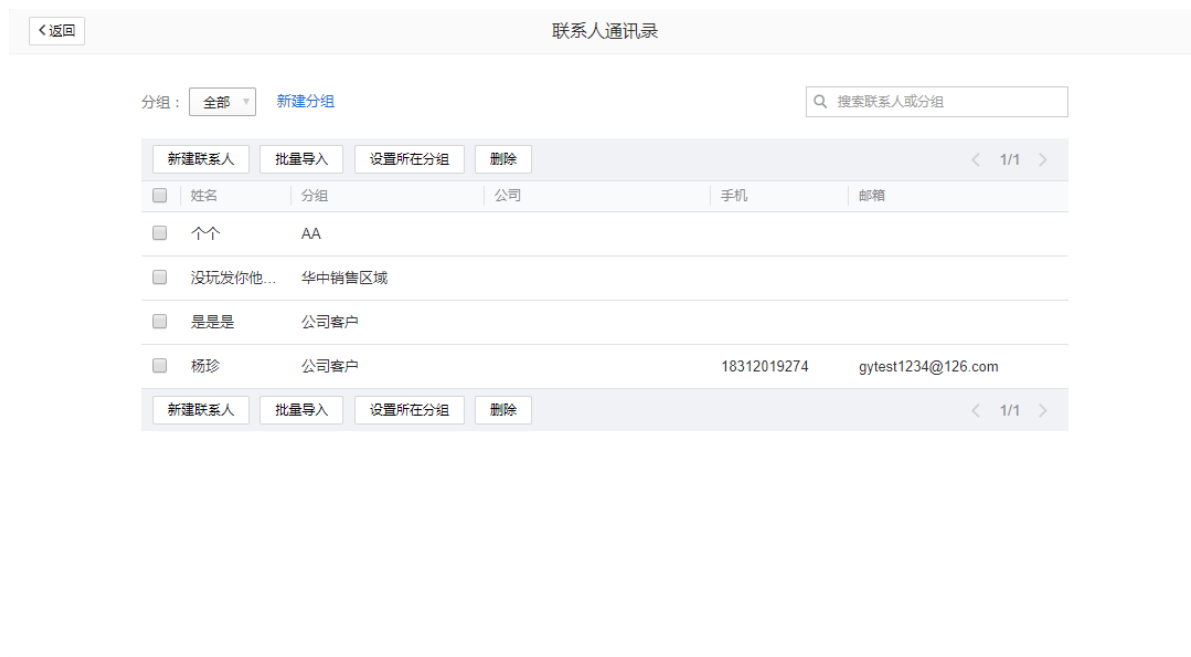 返回 联系人通讯录
分组： 全部 新建分组 搜索联系人或分组
新建联系人 批量导入 设置所在分组 删除 1/1
姓名 分组 公司 手机 邮箱
个个 AA
没玩发你他... 华中销售区域
是是是 公司客户
杨珍 公司客户 18312019274 gytest1234@126.com
新建联系人 批量导入 设置所在分组 删除 1/1